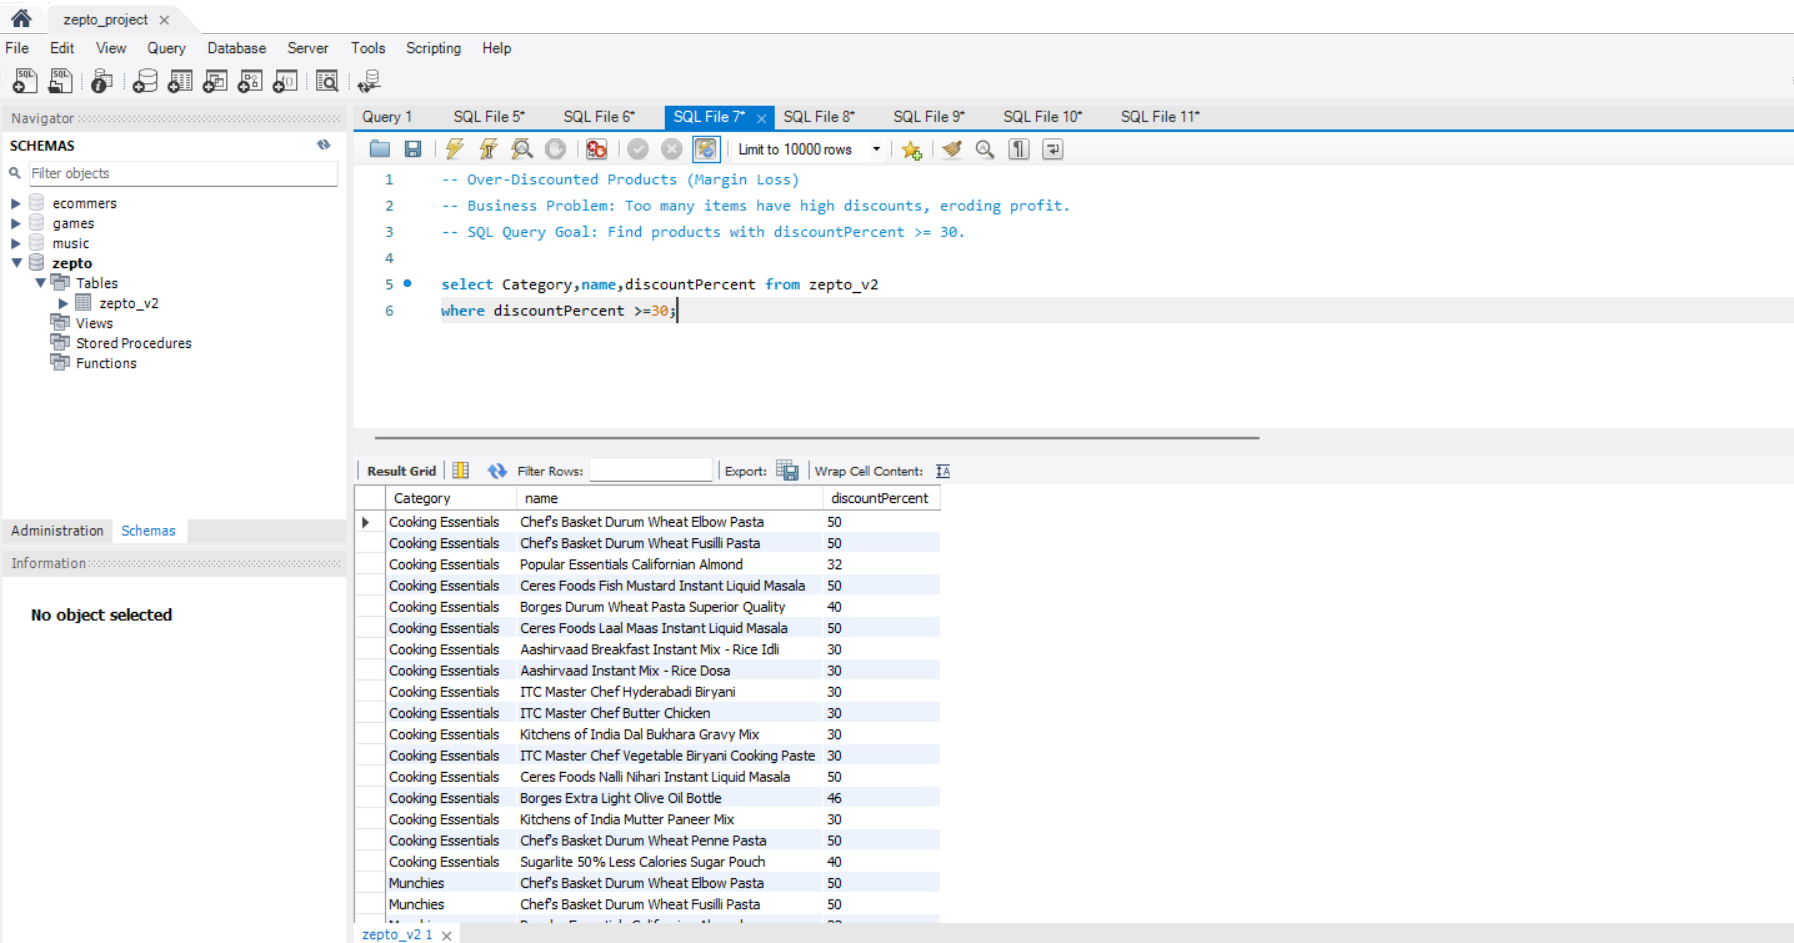 zepto_project
File Edit View Query Database Server Tools Scripting Help
Navigator
SCHEMAS
Filter objects
ecommers
games
music
zepto
Tables
zepto_v2
Views
Stored Procedures
Functions
Administration Schemas
Information
No object selected
Query 1 SQL File 5* SQL File 6* SQL File 7* SQL File 8* SQL File 9* SQL File 10* SQL File 11*
Limit to 10000 rows
1 -- Over-Discounted Products (Margin Loss)
2 -- Business Problem: Too many items have high discounts, eroding profit.
3 -- SQL Query Goal: Find products with discountPercent >= 30.
4
5 select Category,name,discountPercent from zepto_v2
6 where discountPercent >=30;
Result Grid Filter Rows: Export: Wrap Cell Content:
Category name discountPercent
Cooking Essentials Chef's Basket Durum Wheat Elbow Pasta 50
Cooking Essentials Chef's Basket Durum Wheat Fusilli Pasta 50
Cooking Essentials Popular Essentials Californian Almond 32
Cooking Essentials Ceres Foods Fish Mustard Instant Liquid Masala 50
Cooking Essentials Borges Durum Wheat Pasta Superior Quality 40
Cooking Essentials Ceres Foods Laal Maas Instant Liquid Masala 50
Cooking Essentials Aashirvaad Breakfast Instant Mix - Rice Idli 30
Cooking Essentials Aashirvaad Instant Mix - Rice Dosa 30
Cooking Essentials ITC Master Chef Hyderabadi Biryani 30
Cooking Essentials ITC Master Chef Butter Chicken 30
Cooking Essentials Kitchens of India Dal Bukhara Gravy Mix 30
Cooking Essentials ITC Master Chef Vegetable Biryani Cooking Paste 30
Cooking Essentials Ceres Foods Nalli Nihari Instant Liquid Masala 50
Cooking Essentials Borges Extra Light Olive Oil Bottle 46
Cooking Essentials Kitchens of India Mutter Paneer Mix 30
Cooking Essentials Chef's Basket Durum Wheat Penne Pasta 50
Cooking Essentials Sugarlite 50% Less Calories Sugar Pouch 40
Munchies Chef's Basket Durum Wheat Elbow Pasta 50
Munchies Chef's Basket Durum Wheat Fusilli Pasta 50
zepto_v2 1